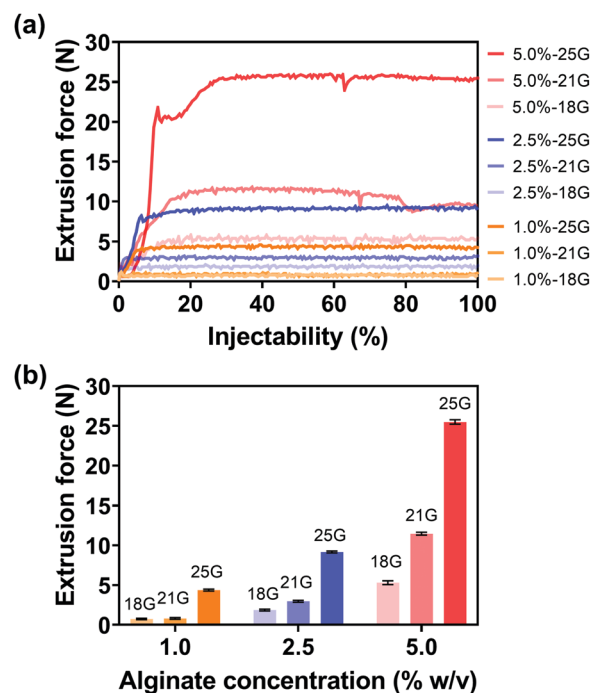 (a)
Extrusion force (N)
30
25
20
15
10
5
0
0 20 40 60 80 100
Injectability (%)
5.0%-25G
5.0%-21G
5.0%-18G
2.5%-25G
2.5%-21G
2.5%-18G
1.0%-25G
1.0%-21G
1.0%-18G
(b)
Extrusion force (N)
30
25
20
15
10
5
0
18G 21G 25G
18G 21G 25G
18G 21G 25G
1.0 2.5 5.0
Alginate concentration (% w/v)